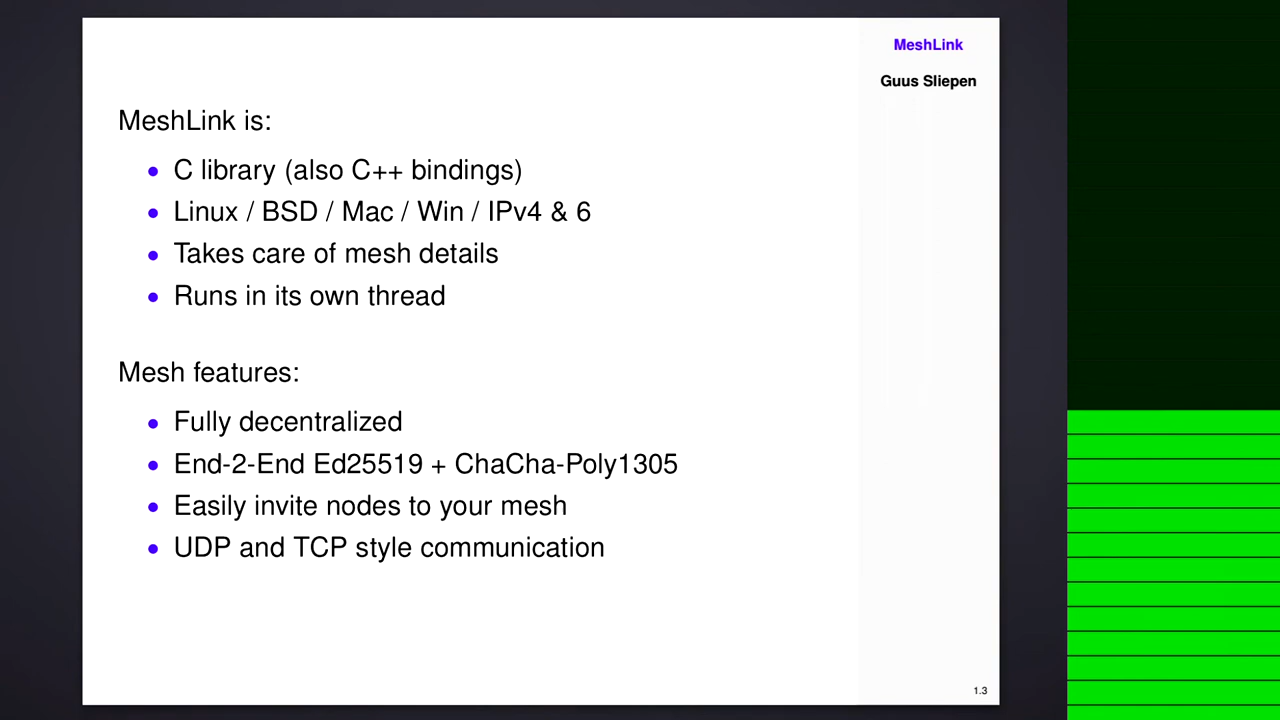 MeshLink
Guus Sliepen
MeshLink is:
• C library (also C++ bindings)
• Linux / BSD / Mac / Win / IPv4 & 6
• Takes care of mesh details
• Runs in its own thread
Mesh features:
• Fully decentralized
• End-2-End Ed25519 + ChaCha-Poly1305
• Easily invite nodes to your mesh
• UDP and TCP style communication
1.3